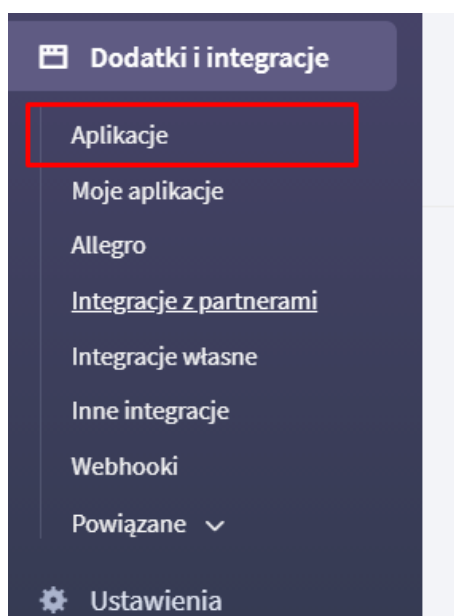 Dodatki i integracje
Aplikacje
Moje aplikacje
Allegro
Integracje z partnerami
Integracje własne
Inne integracje
Webhooki
Powiązane
Ustawienia